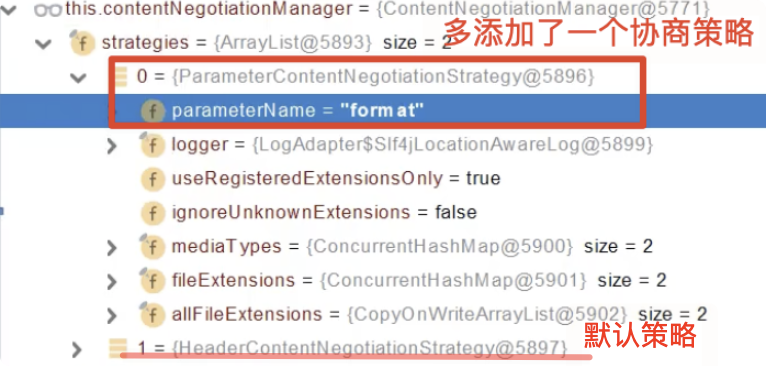 this.contentNegotiationManager = {ContentNegotiationManager@5771}
strategies = {ArrayList@5893} size = 2 多添加了一个协商策略
0 = {ParameterContentNegotiationStrategy@5896}
f parameterName = "format"
f logger = {LogAdapter$Slf4jLocationAwareLog@5899}
f useRegisteredExtensionsOnly = true
f ignoreUnknownExtensions = false
f mediaTypes = {ConcurrentHashMap@5900} size = 2
f fileExtensions = {ConcurrentHashMap@5901} size = 2
f allFileExtensions = {CopyOnWriteArrayList@5902} size = 2
1 = {HeaderContentNegotiationStrategy@5897} 默认策略